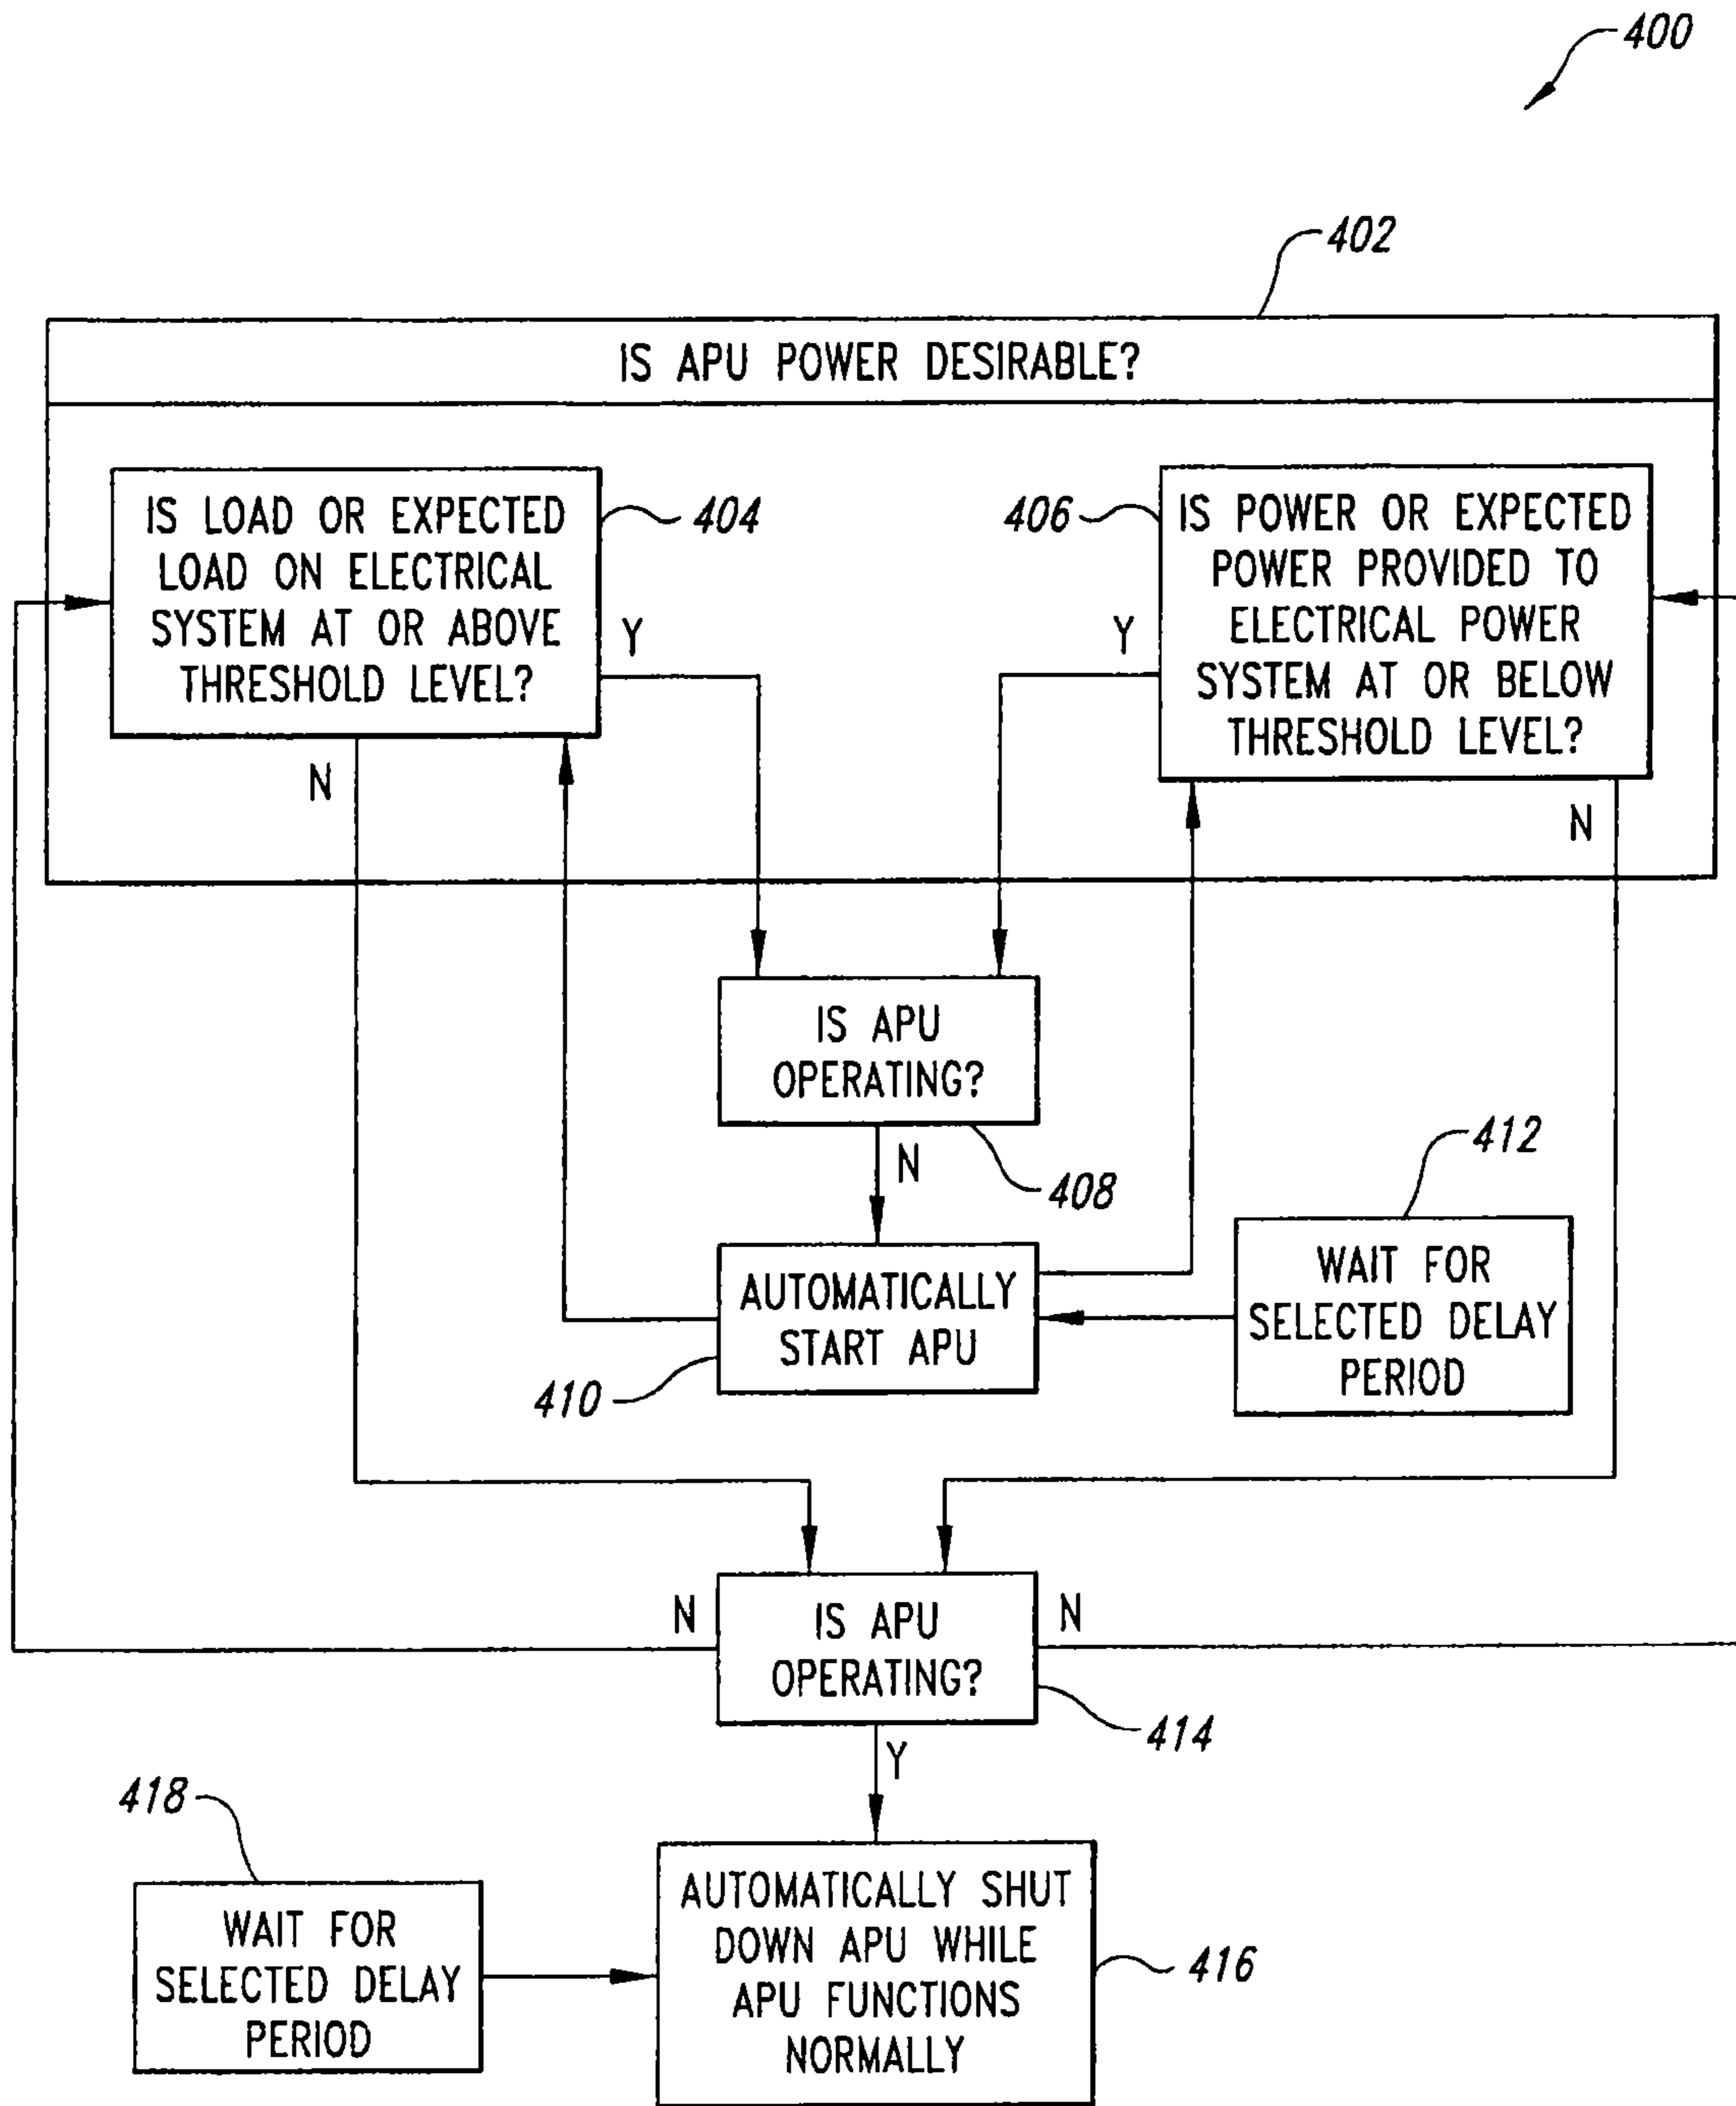 400
402
IS APU POWER DESIRABLE?
IS LOAD OR EXPECTED
LOAD ON ELECTRICAL
SYSTEM AT OR ABOVE
THRESHOLD LEVEL?
404
406
IS POWER OR EXPECTED
POWER PROVIDED TO
ELECTRICAL POWER
SYSTEM AT OR BELOW
THRESHOLD LEVEL?
Y
Y
N
N
IS APU
OPERATING?
408
N
412
AUTOMATICALLY
START APU
410
WAIT FOR
SELECTED DELAY
PERIOD
N
IS APU
OPERATING?
N
414
Y
418
WAIT FOR
SELECTED DELAY
PERIOD
AUTOMATICALLY SHUT
DOWN APU WHILE
APU FUNCTIONS
NORMALLY
416